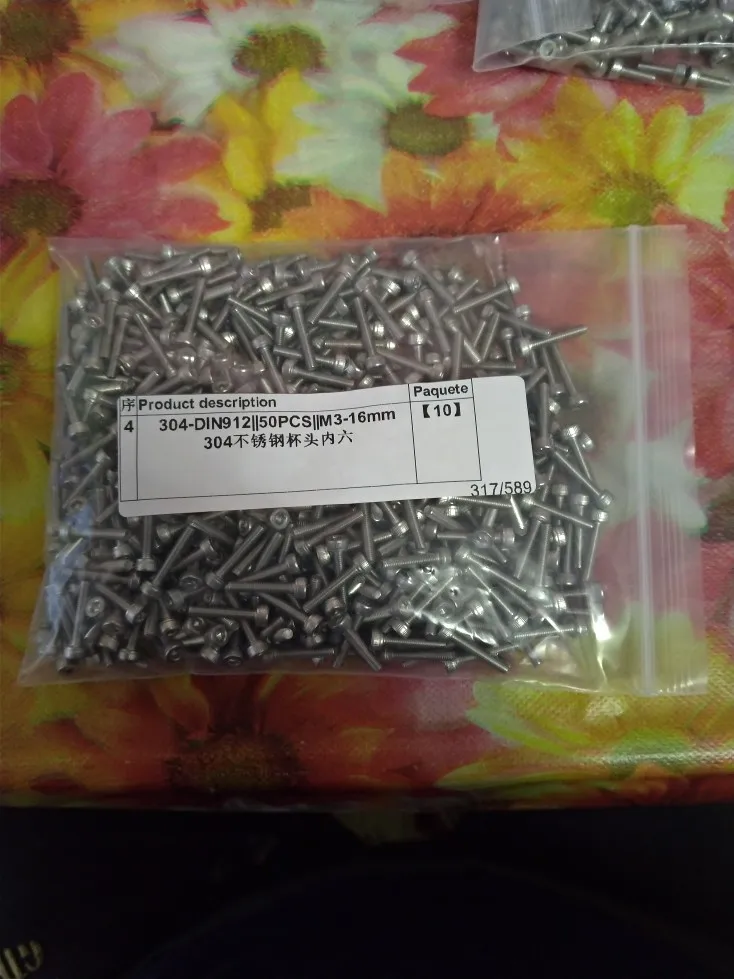 序 Product description Paquete
4 304-DIN912||50PCS||M3-16mm 【10】
304不锈钢杯头内六
317/589